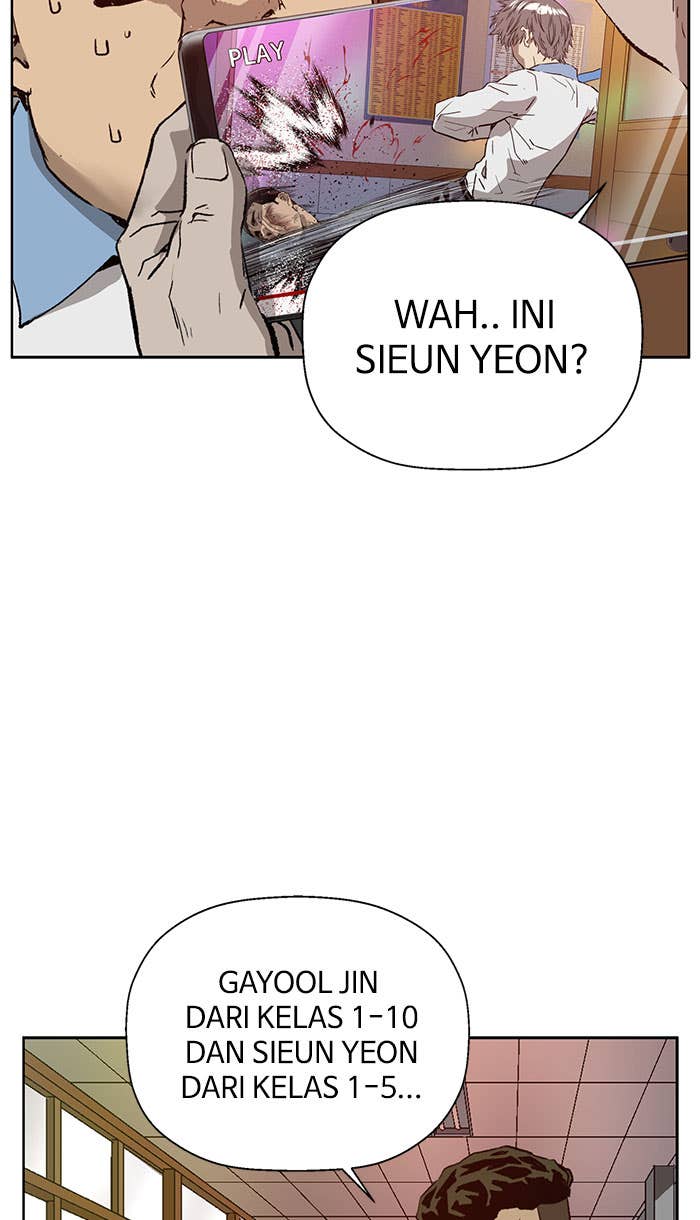 PLAY
WAH.. INI
SIEUN YEON?
GAYOOL JIN
DARI KELAS 1-10
DAN SIEUN YEON
DARI KELAS 1-5...